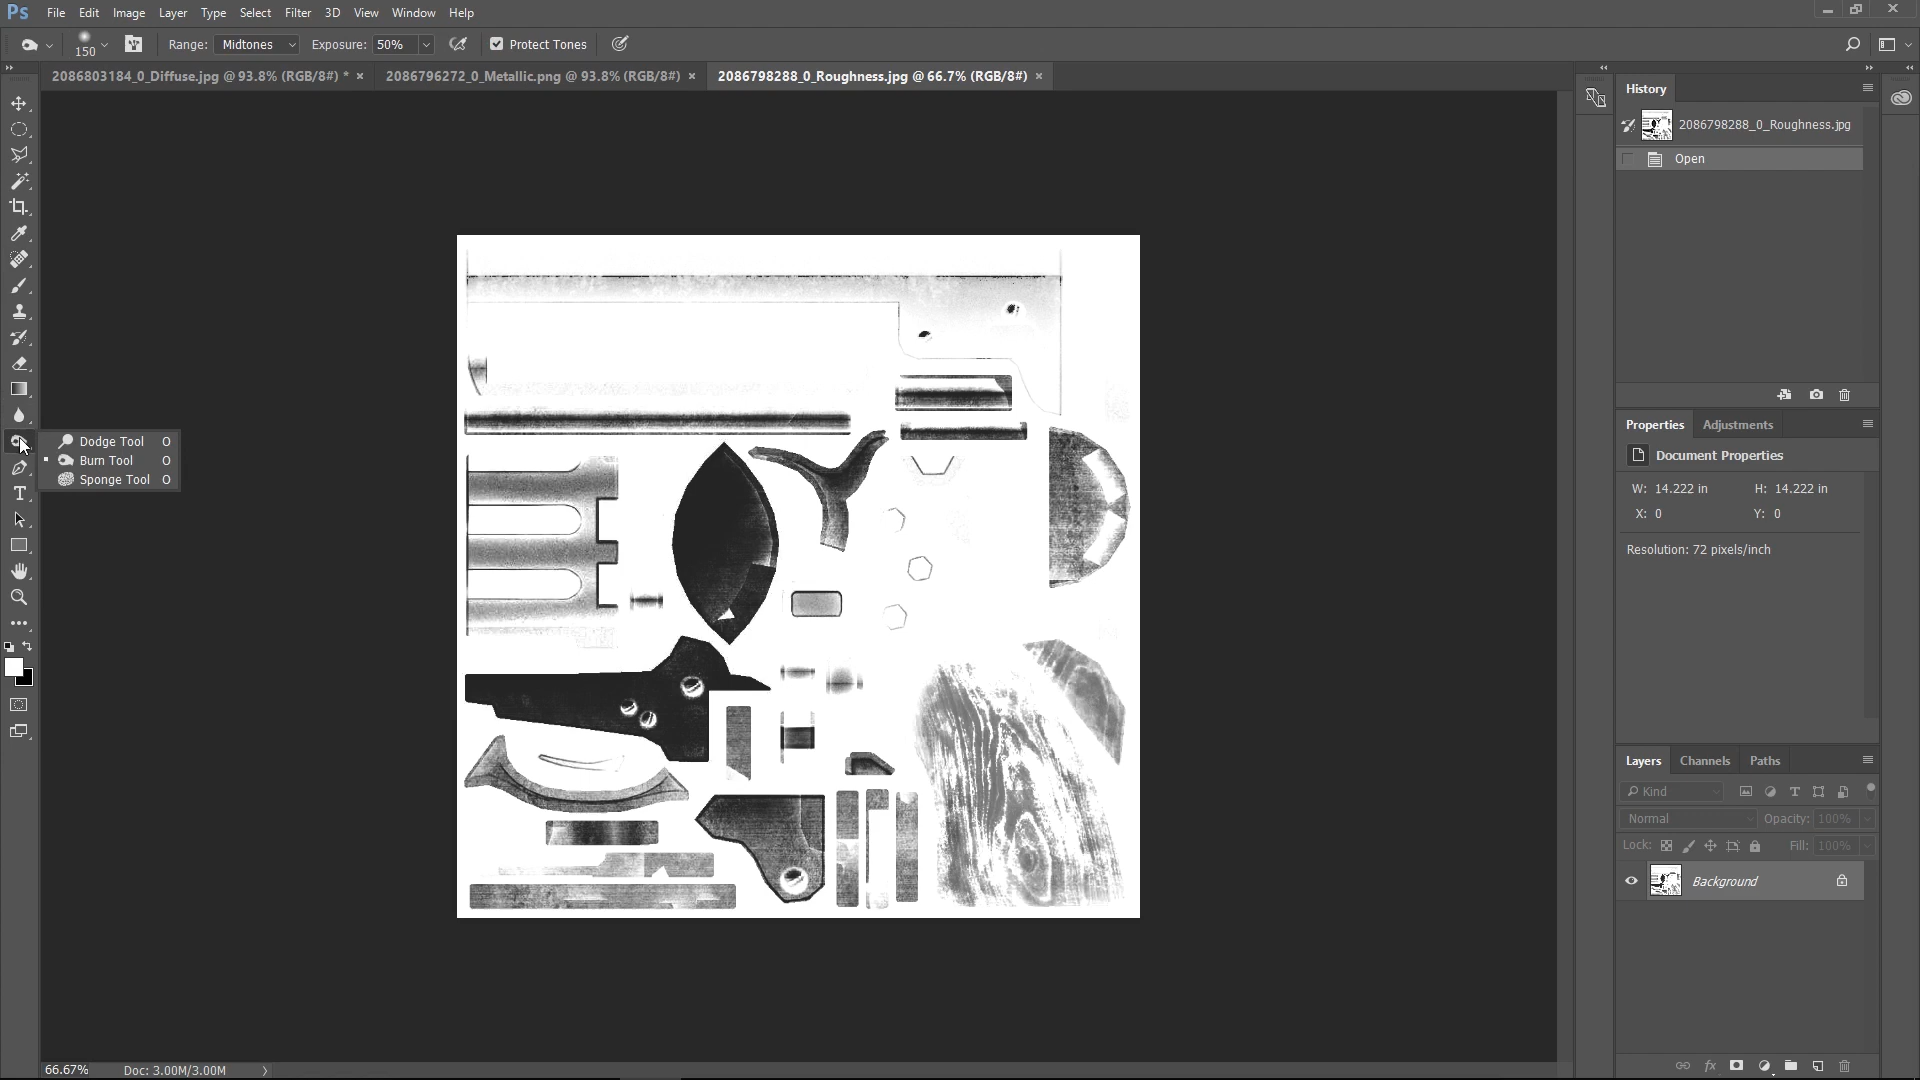 Ps File Edit Image Layer Type Select Filter 3D View Window Help
150 Range: Midtones Exposure: 50% Protect Tones
2086803184_0_Diffuse.jpg @ 93.8% (RGB/8#) * × 2086796272_0_Metallic.png @ 93.8% (RGB/8#) × 2086798288_0_Roughness.jpg @ 66.7% (RGB/8#) ×
History
2086798288_0_Roughness.jpg
Open
Dodge Tool O
Burn Tool O
Sponge Tool O
Properties Adjustments
Document Properties
W: 14.222 in H: 14.222 in
X: 0 Y: 0
Resolution: 72 pixels/inch
Layers Channels Paths
Kind
Normal Opacity: 100%
Lock: Fill: 100%
Background
66.67% Doc: 3.00M/3.00M